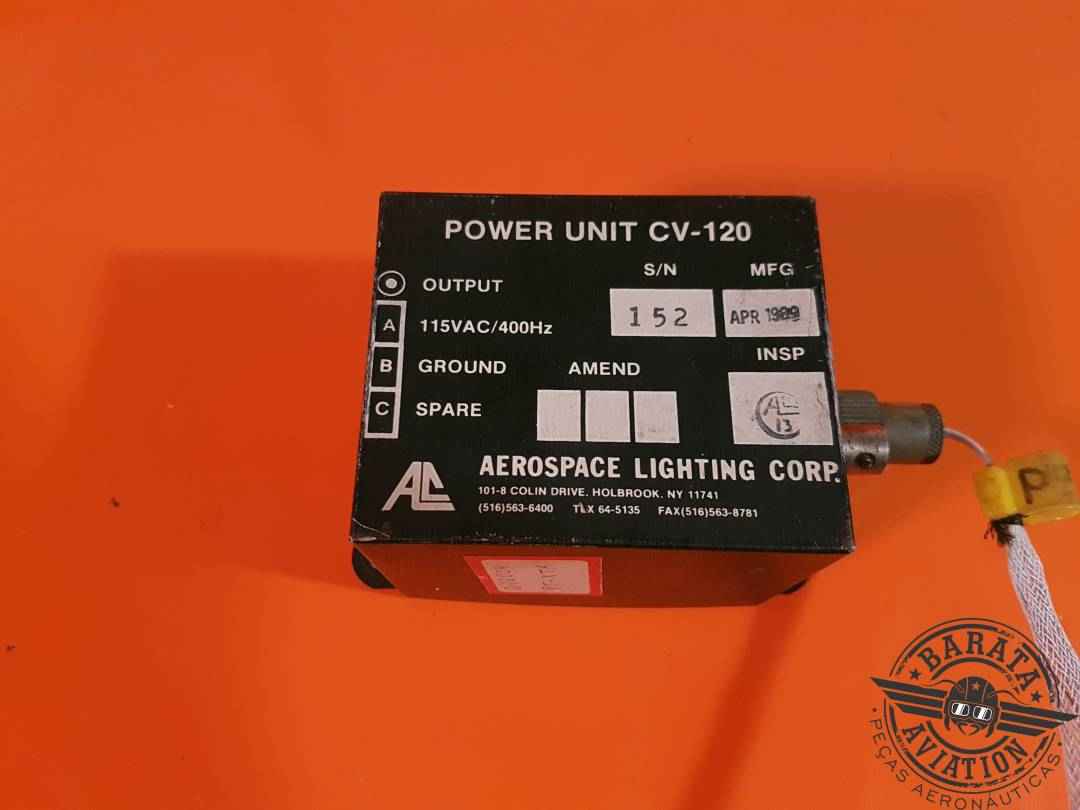 POWER UNIT CV-120
S/N MFG
OUTPUT
152 APR
A 115VAC/400Hz
INSP
B GROUND AMEND
C SPARE
13
AEROSPACE LIGHTING CORP.
101-8 COLIN DRIVE. HOLBROOK. NY 11741
(516)563-6400 TLX 64-5135 FAX(516)563-8781
P
BARATA
AVIATION
PEÇAS AERONÁUTICAS